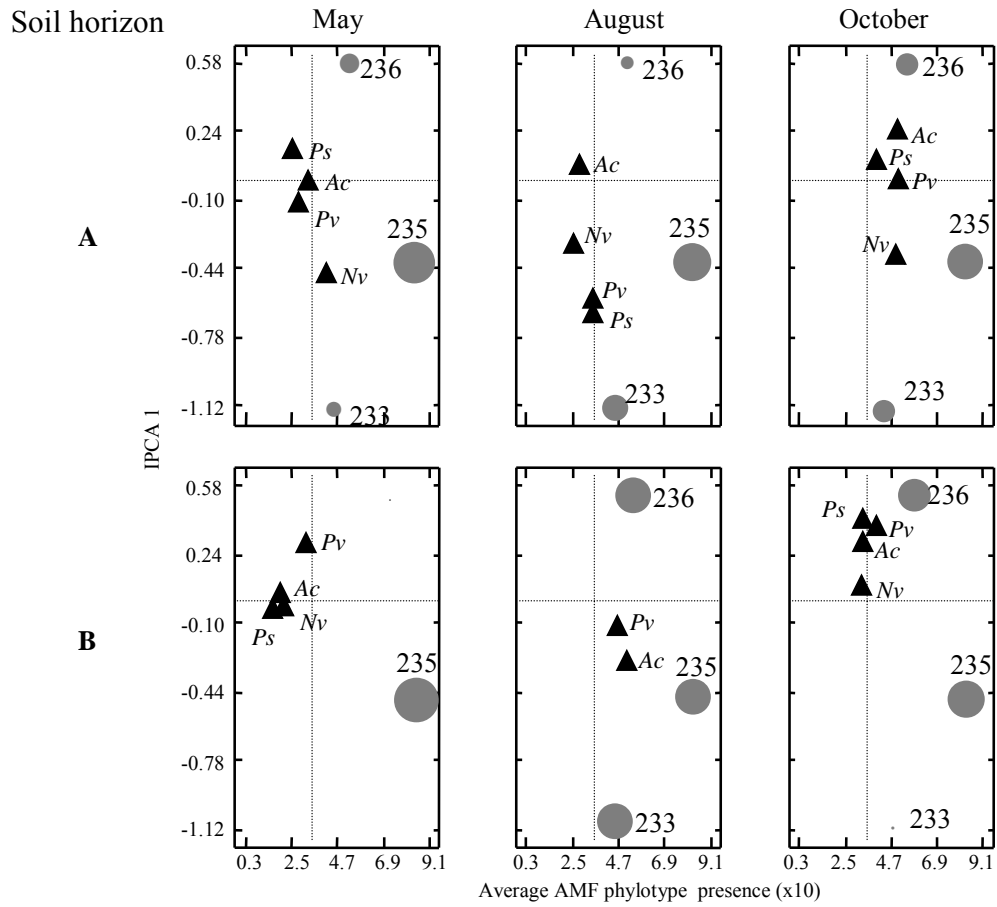 Soil horizon
May
August
October
A
0.58
0.24
-0.10
-0.44
-0.78
-1.12
236
Ps
Ac
Pv
235
Nv
233
236
Ac
Nv
235
Pv
Ps
233
236
Ac
Ps
Pv
Nv
235
233
IPCA 1
B
0.58
0.24
-0.10
-0.44
-0.78
-1.12
Pv
Ac
Nv
Ps
235
236
Pv
Ac
235
233
236
Ps
Pv
Ac
Nv
235
233
0.3 2.5 4.7 6.9 9.1
0.3 2.5 4.7 6.9 9.1
0.3 2.5 4.7 6.9 9.1
Average AMF phylotype presence (x10)